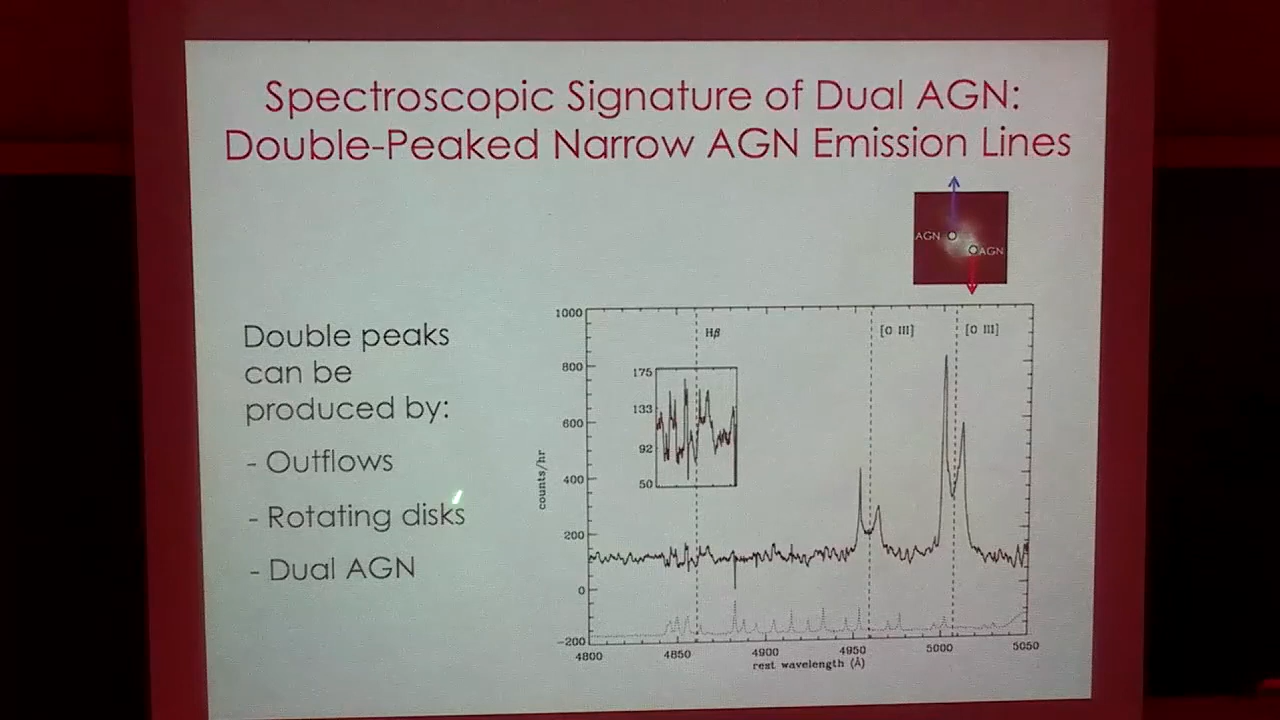 Spectroscopic Signature of Dual AGN:
Double-Peaked Narrow AGN Emission Lines
AGN
AGN
Double peaks
can be
produced by:
- Outflows
- Rotating disks
- Dual AGN
1000
800
600
400
200
0
-200
counts/hr
Hβ
[O III]
[O III]
175
133
92
50
4800
4850
4900
4950
5000
5050
rest wavelength (Å)